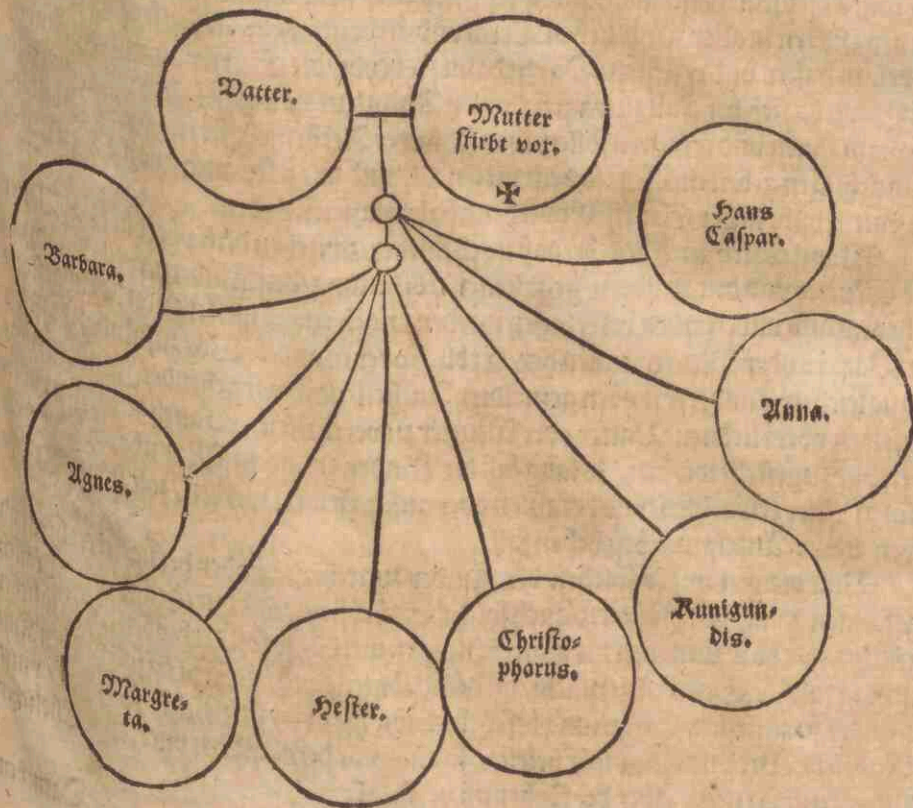 Vatter.
Mutter
stirbt vor.
✠
Hans
Caspar.
Barbara.
Anna.
Agnes.
Kunigun-
dis.
Christo-
phorus.
Margre-
ta.
Hester.